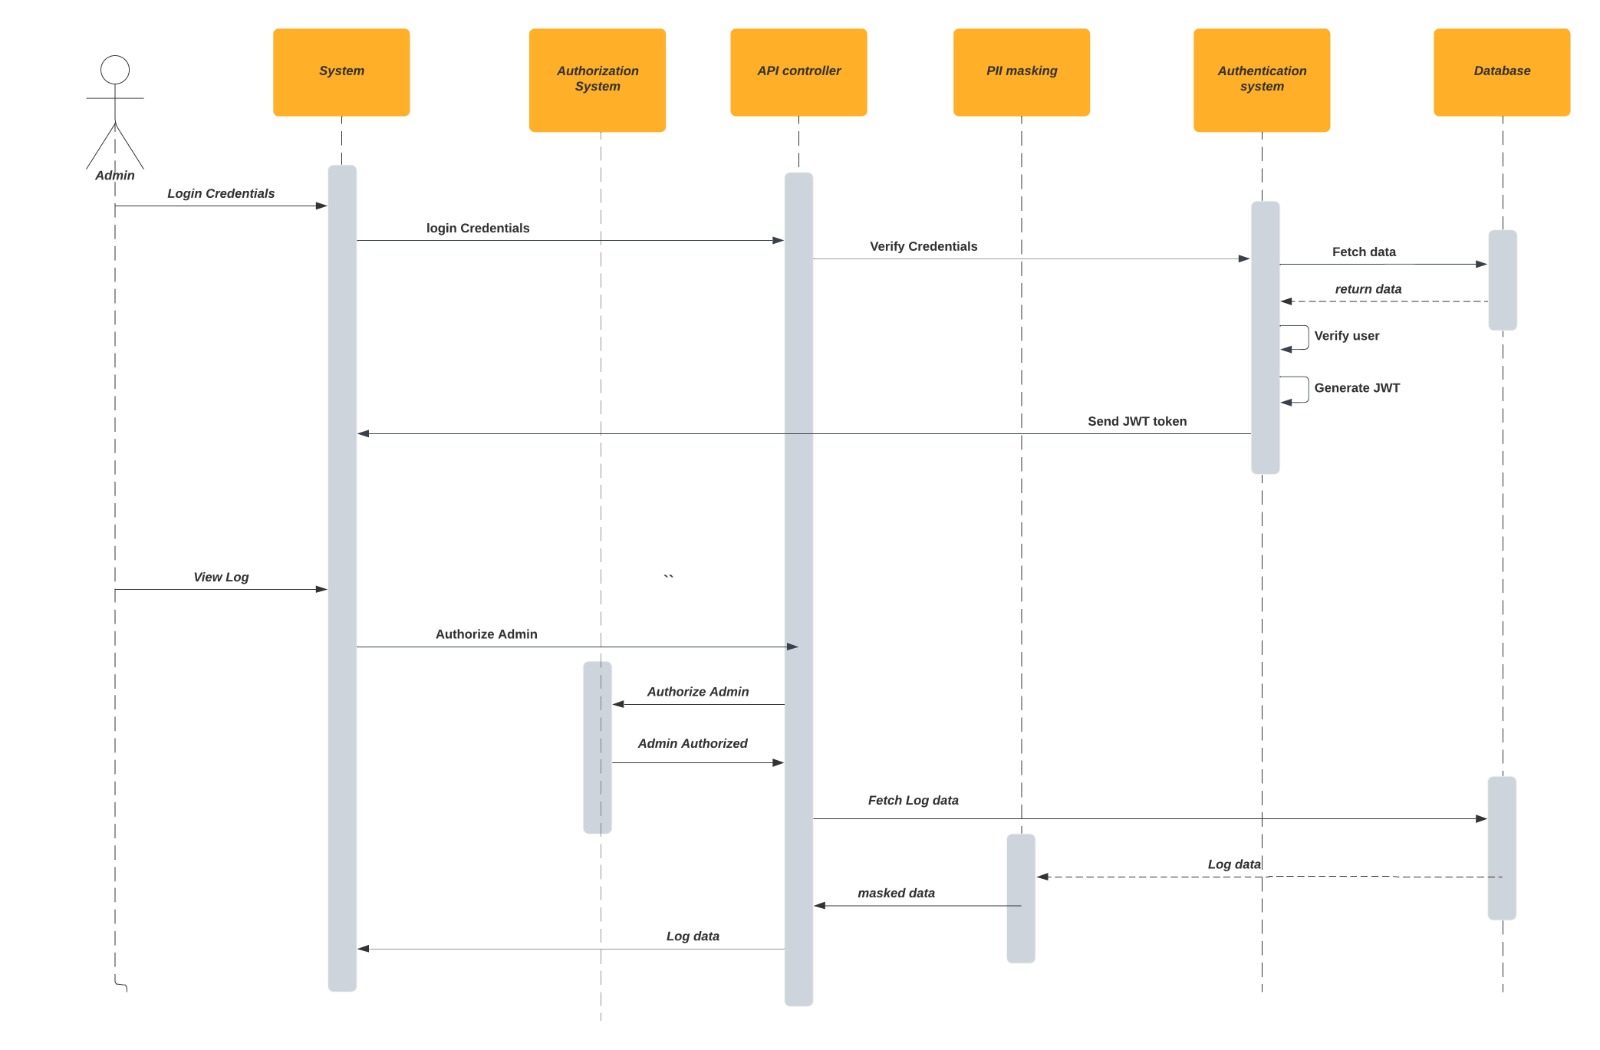 System
Authorization
System
API controller
PII masking
Authentication
system
Database
Admin
Login Credentials
login Credentials
Verify Credentials
Fetch data
return data
Verify user
Generate JWT
Send JWT token
View Log
``
Authorize Admin
Authorize Admin
Admin Authorized
Fetch Log data
Log data
masked data
Log data